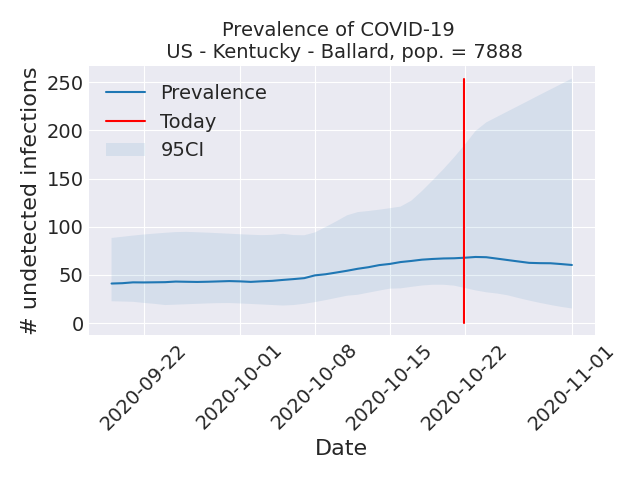 Prevalence of COVID-19
US - Kentucky - Ballard, pop. = 7888
# undetected infections
250
200
150
100
50
0
Prevalence
Today
95CI
2020-09-22
2020-10-01
2020-10-08
2020-10-15
2020-10-22
2020-11-01
Date